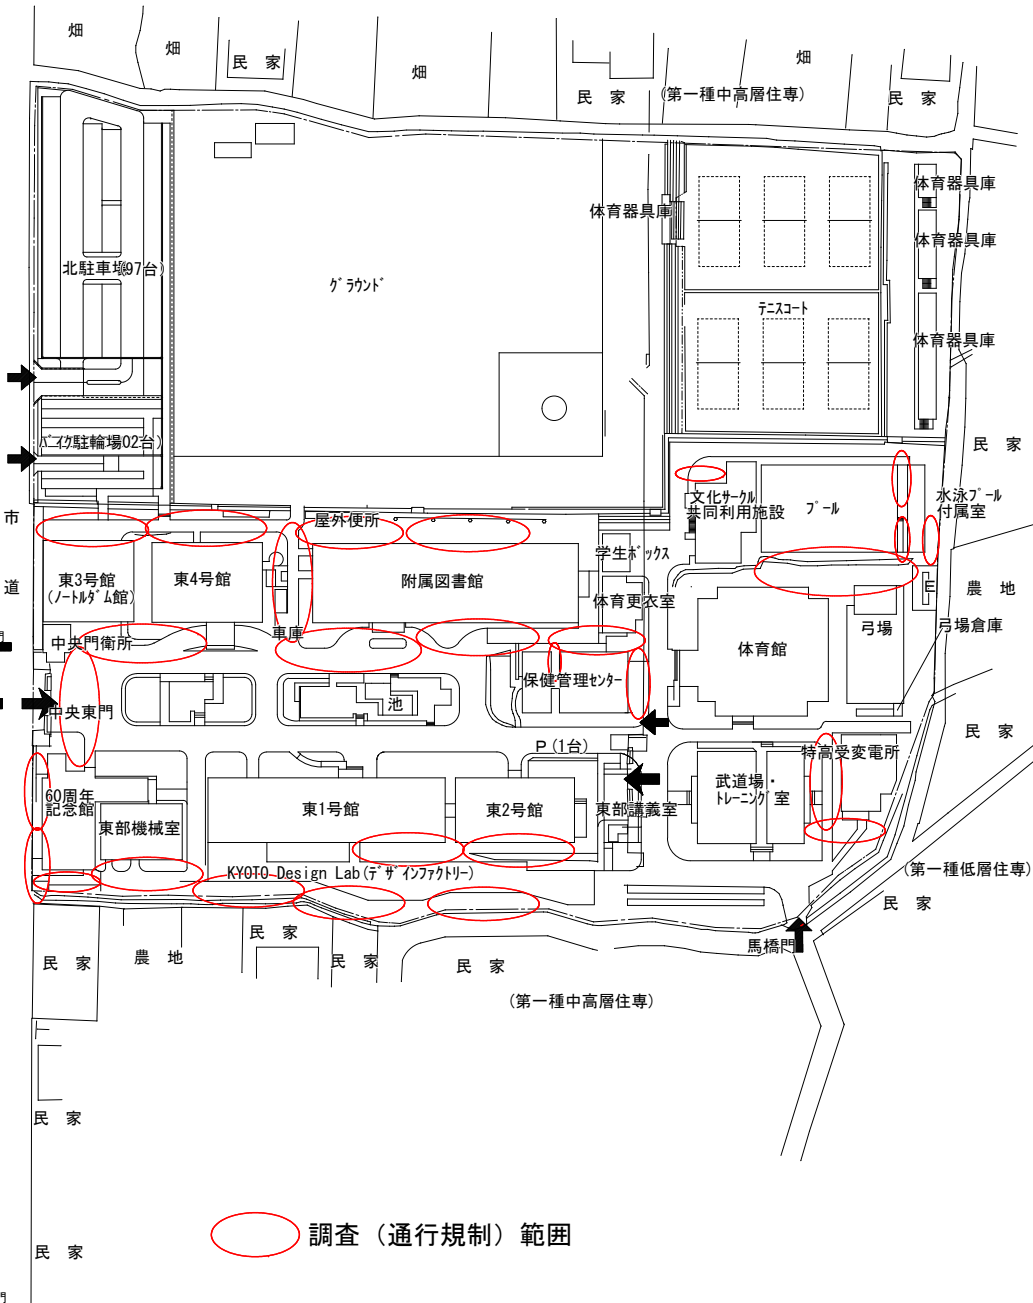 畑
畑
民 家
畑
畑
民 家
(第一種中高層住専)
民 家
体育器具庫
体育器具庫
体育器具庫
体育器具庫
北駐車場(97台)
グラウンド
テニスコート
バイク駐輪場02台)
民 家
文化サークル
共同利用施設
プール
水泳プール
付属室
市
道
屋外便所
学生ボックス
東3号館
(ノートルダム館)
東4号館
附属図書館
体育更衣室
農 地
E
弓場
弓場倉庫
門
中央門衛所
車庫
体育館
保健管理センター
池
中央東門
民 家
P(1台)
特高受変電所
60周年
記念館
東部機械室
東1号館
東2号館
東部講義室
武道場・
トレーニング室
KYOTO Design Lab(デザインファクトリー)
(第一種低層住専)
民 家
馬橋門
民 家
農 地
民 家
民 家
民 家
(第一種中高層住専)
民 家
民 家
調査(通行規制)範囲
門